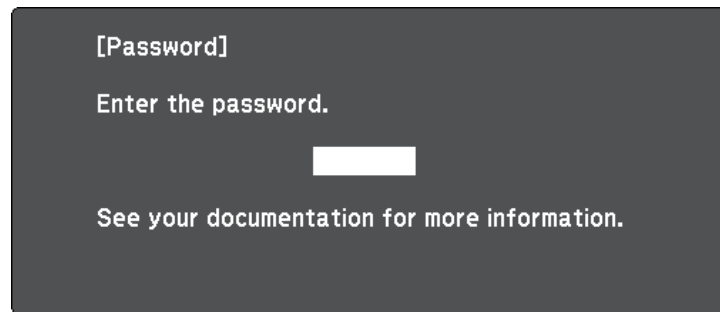 [Password]
Enter the password.
See your documentation for more information.